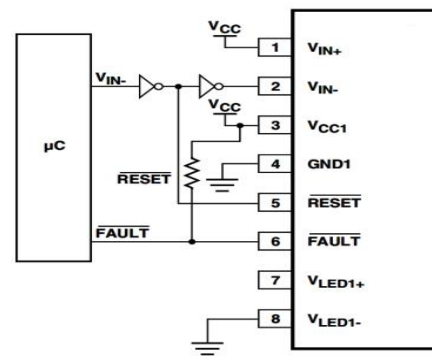 VCC
1 VIN+
µC VIN- 2 VIN-
VCC
3 VCC1
4 GND1
RESET
5 RESET
FAULT
6 FAULT
7 VLED1+
8 VLED1-